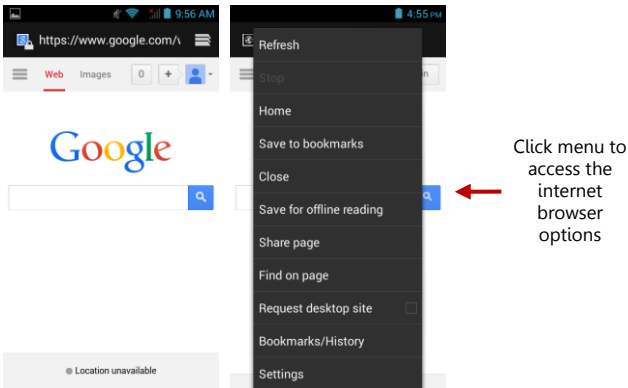 9:56 AM
https://www.google.com/
Web Images 0 +
Google
Location unavailable
4:55 PM
Refresh
Stop
Home
Save to bookmarks
Close
Save for offline reading
Share page
Find on page
Request desktop site
Bookmarks/History
Settings
Click menu to
access the
internet
browser
options